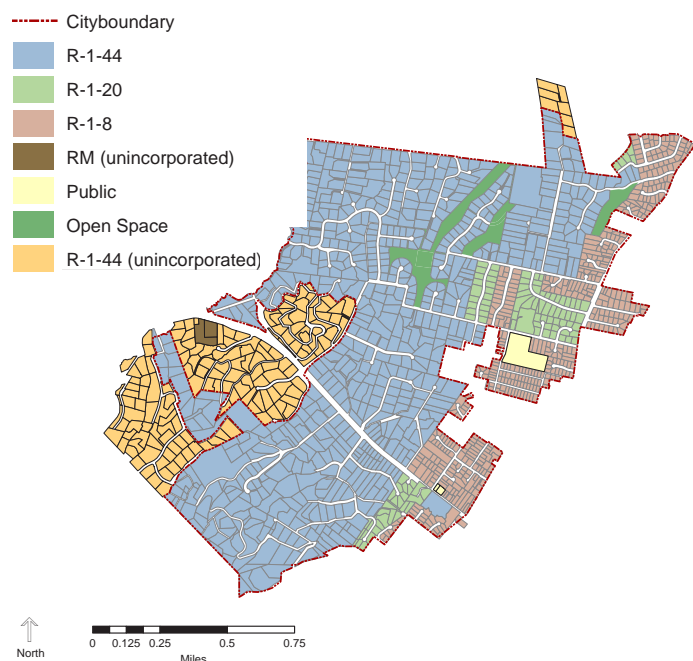 Cityboundary
R-1-44
R-1-20
R-1-8
RM (unincorporated)
Public
Open Space
R-1-44 (unincorporated)
North
0 0.125 0.25 0.5 0.75
Miles